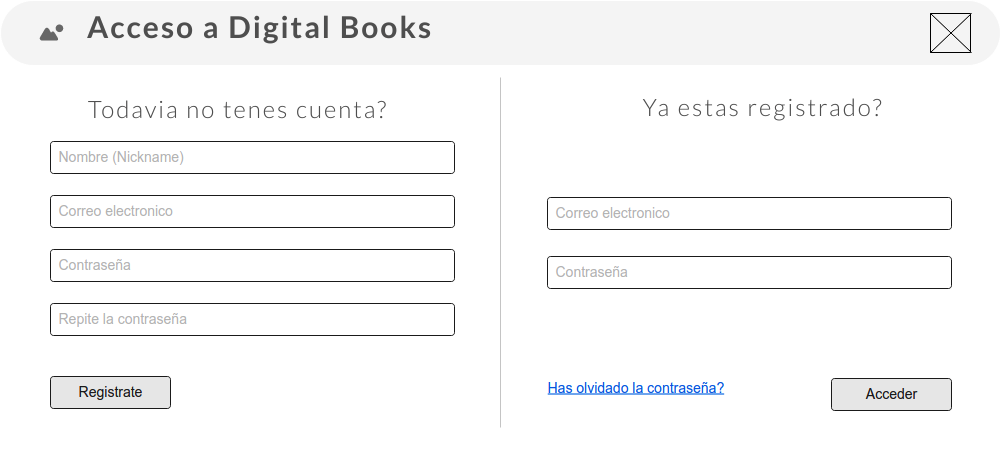 Acceso a Digital Books
Todavia no tenes cuenta?
Nombre (Nickname)
Correo electronico
Contraseña
Repite la contraseña
Registrate
Ya estas registrado?
Correo electronico
Contraseña
Has olvidado la contraseña?
Acceder